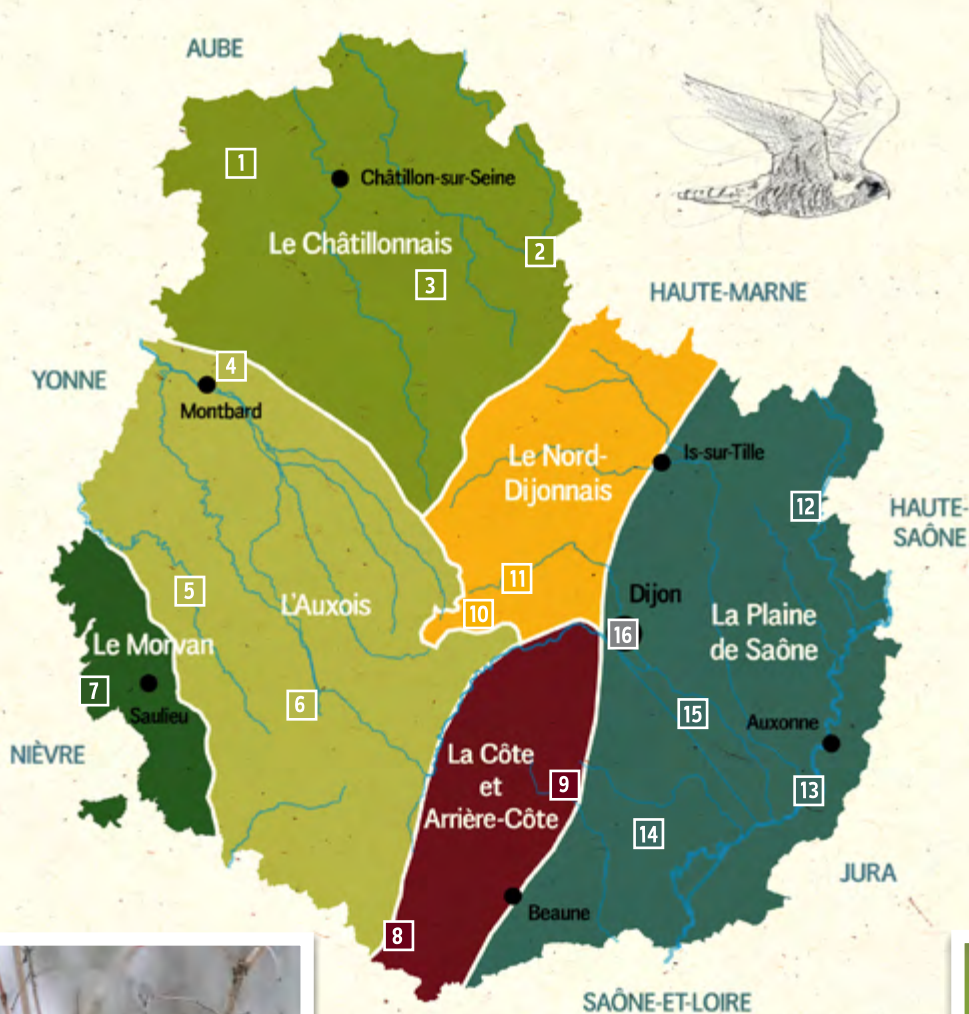 AUBE
1
Châtillon-sur-Seine
Le Châtillonnais
2
3
HAUTE-MARNE
YONNE
4
Montbard
Le Nord-
Dijonnais
Is-sur-Tille
12
HAUTE-
SAÔNE
5
L'Auxois
10
11
Dijon
16
La Plaine
de Saône
Le Morvan
7
Saulieu
6
15
Auxonne
NIÈVRE
La Côte
et
Arrière-Côte
9
13
14
JURA
8
Beaune
SAÔNE-ET-LOIRE